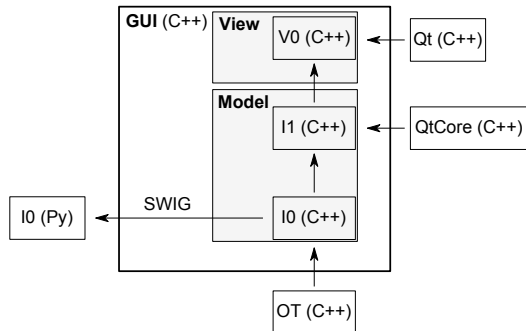 GUI (C++)
View
V0 (C++)
Qt (C++)
Model
I1 (C++)
QtCore (C++)
I0 (Py)
SWIG
I0 (C++)
OT (C++)